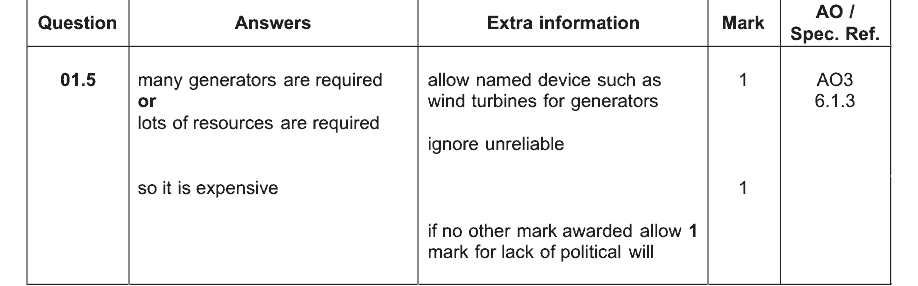 Question Answers Extra information Mark AO /
Spec. Ref.
01.5 many generators are required allow named device such as 1 AO3
or wind turbines for generators 6.1.3
lots of resources are required
ignore unreliable
so it is expensive 1
if no other mark awarded allow 1
mark for lack of political will